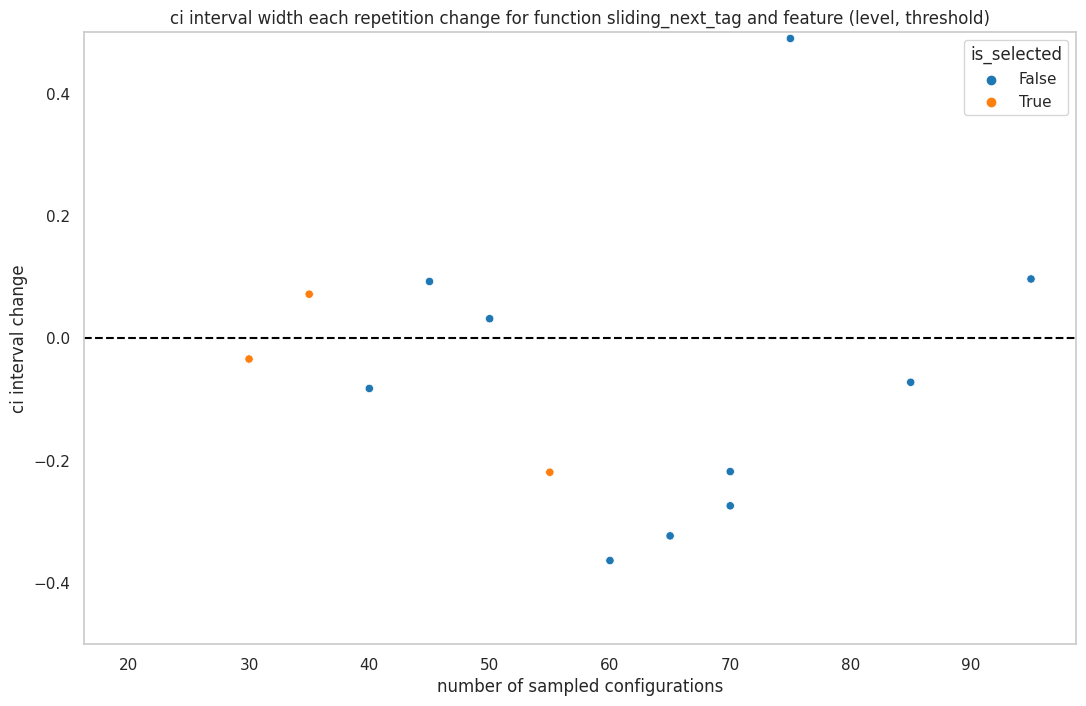 ci interval width each repetition change for function sliding_next_tag and feature (level, threshold)
is_selected
False
True
ci interval change
0.4
0.2
0.0
−0.2
−0.4
20 30 40 50 60 70 80 90
number of sampled configurations